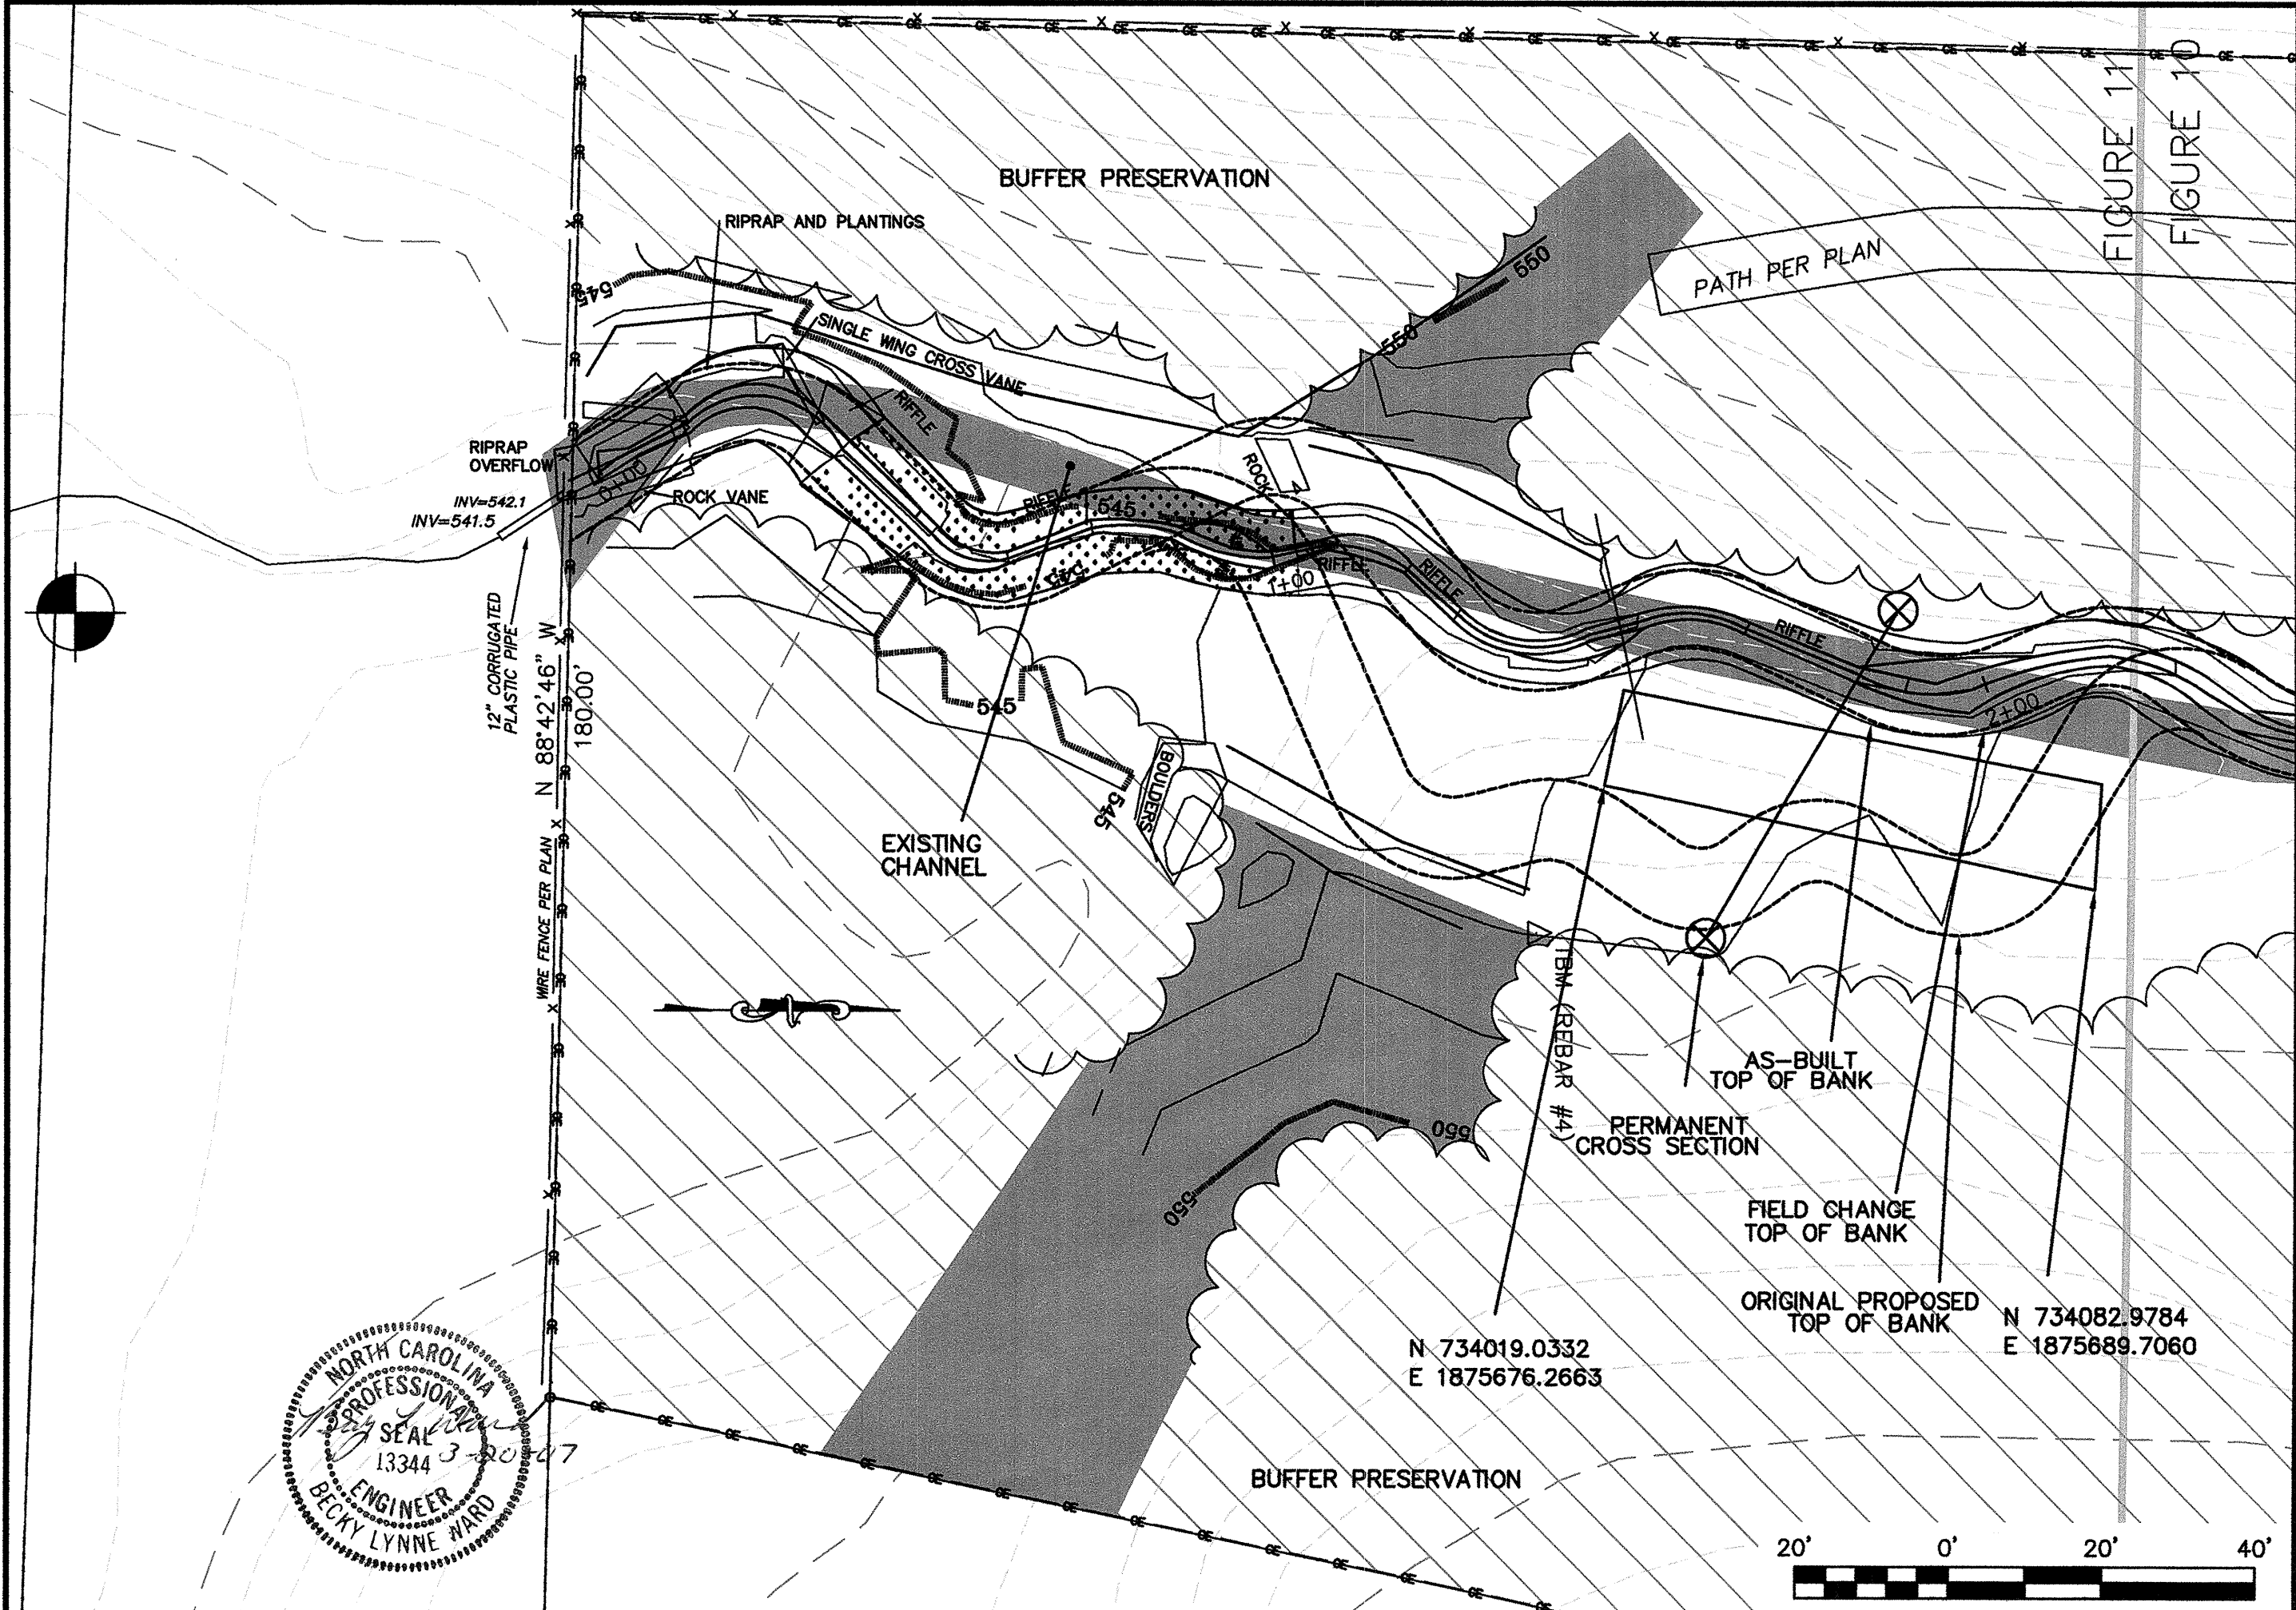 FIGURE 11
FIGURE 10
BUFFER PRESERVATION
RIPRAP AND PLANTINGS
PATH PER PLAN
550
550
545
SINGLE WING CROSS VANE
RIFFLE
RIPRAP
OVERFLOW
0+00
ROCK VANE
INV=542.1
INV=541.5
RIFFLE
545
ROCK
545
1+00
RIFFLE
RIFFLE
RIFFLE
2+00
12" CORRUGATED
PLASTIC PIPE
N 88°42'46" W
180.00'
WIRE FENCE PER PLAN
545
545
BOULDERS
EXISTING
CHANNEL
TBM (REBAR #4)
AS-BUILT
TOP OF BANK
PERMANENT
CROSS SECTION
550
550
FIELD CHANGE
TOP OF BANK
ORIGINAL PROPOSED
TOP OF BANK
N 734082.9784
E 1875689.7060
N 734019.0332
E 1875676.2663
NORTH CAROLINA
PROFESSIONAL
SEAL
13344
3-20-07
ENGINEER
BECKY LYNNE WARD
BUFFER PRESERVATION
20' 0' 20' 40'